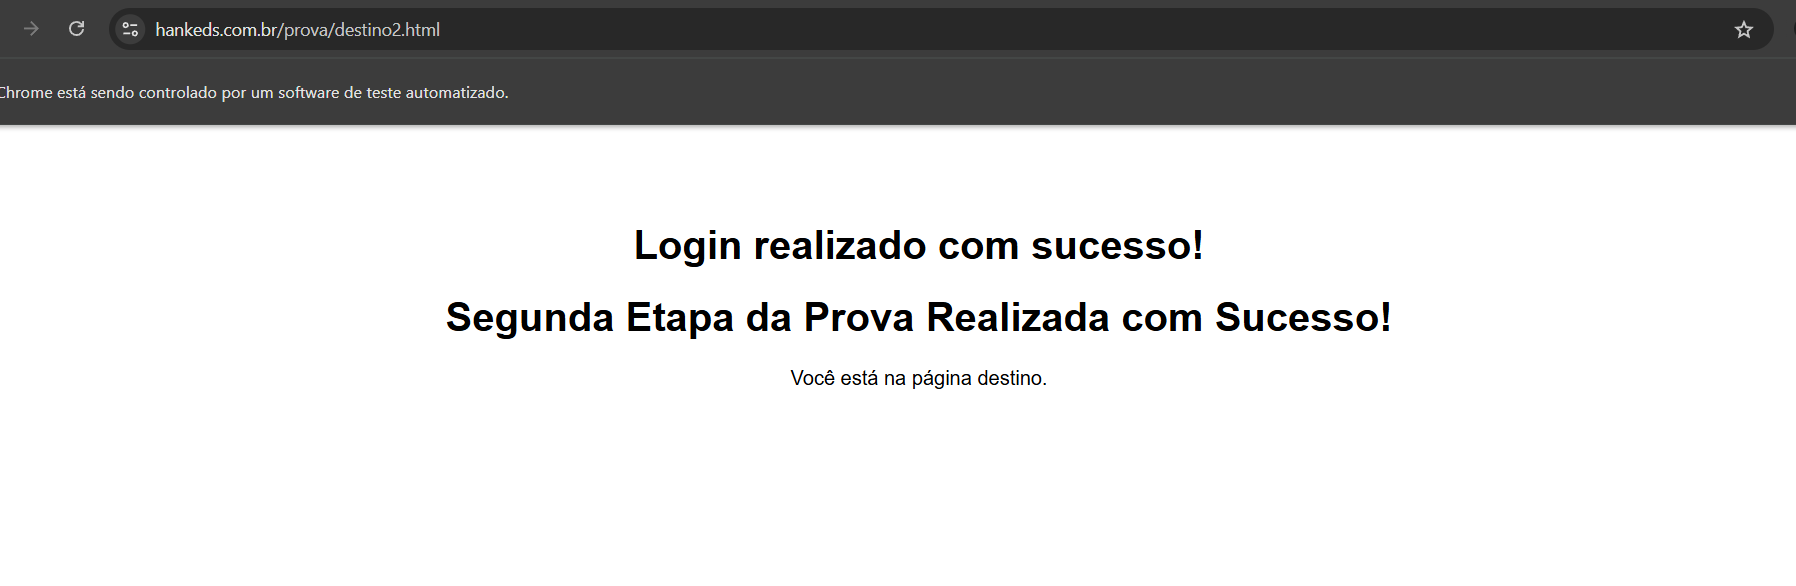 hankeds.com.br/prova/destino2.html
Chrome está sendo controlado por um software de teste automatizado.
Login realizado com sucesso!
Segunda Etapa da Prova Realizada com Sucesso!
Você está na página destino.